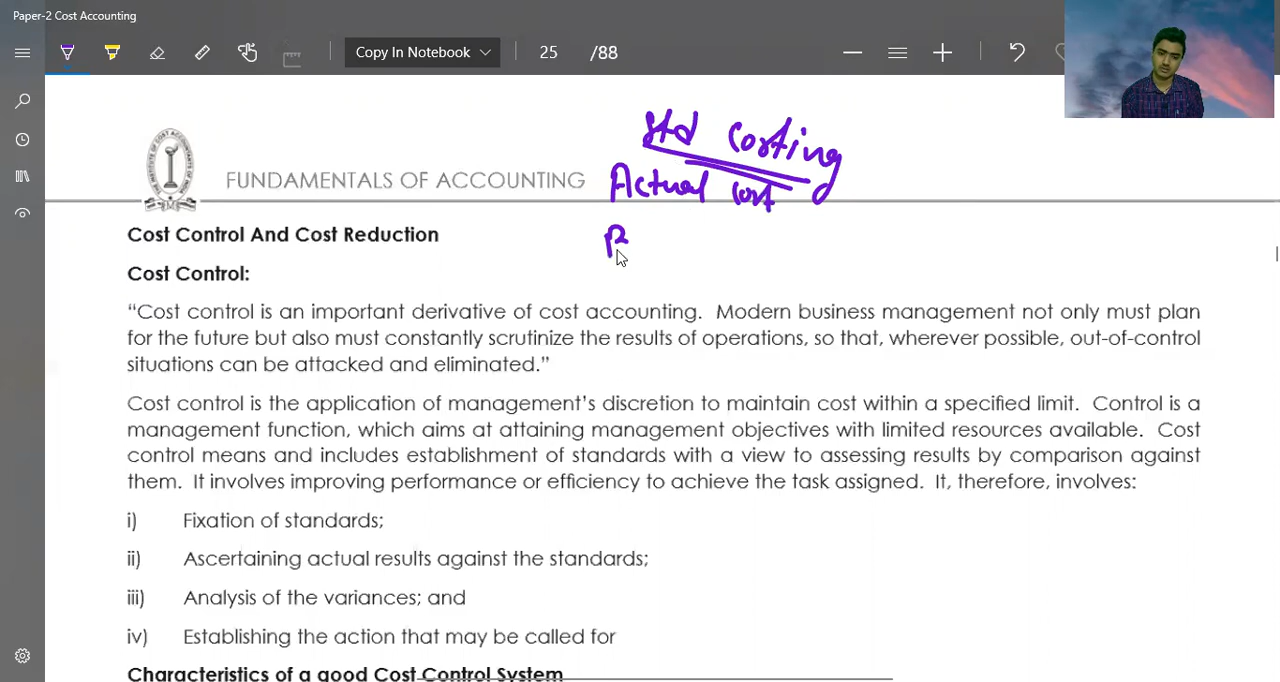 Paper-2 Cost Accounting
Copy In Notebook 25 /88
Std Costing
FUNDAMENTALS OF ACCOUNTING
Actual Cost
Cost Control And Cost Reduction
Cost Control:
“Cost control is an important derivative of cost accounting. Modern business management not only must plan
for the future but also must constantly scrutinize the results of operations, so that, wherever possible, out-of-control
situations can be attacked and eliminated.”
Cost control is the application of management’s discretion to maintain cost within a specified limit. Control is a
management function, which aims at attaining management objectives with limited resources available. Cost
control means and includes establishment of standards with a view to assessing results by comparison against
them. It involves improving performance or efficiency to achieve the task assigned. It, therefore, involves:
i) Fixation of standards;
ii) Ascertaining actual results against the standards;
iii) Analysis of the variances; and
iv) Establishing the action that may be called for
Characteristics of a good Cost Control System